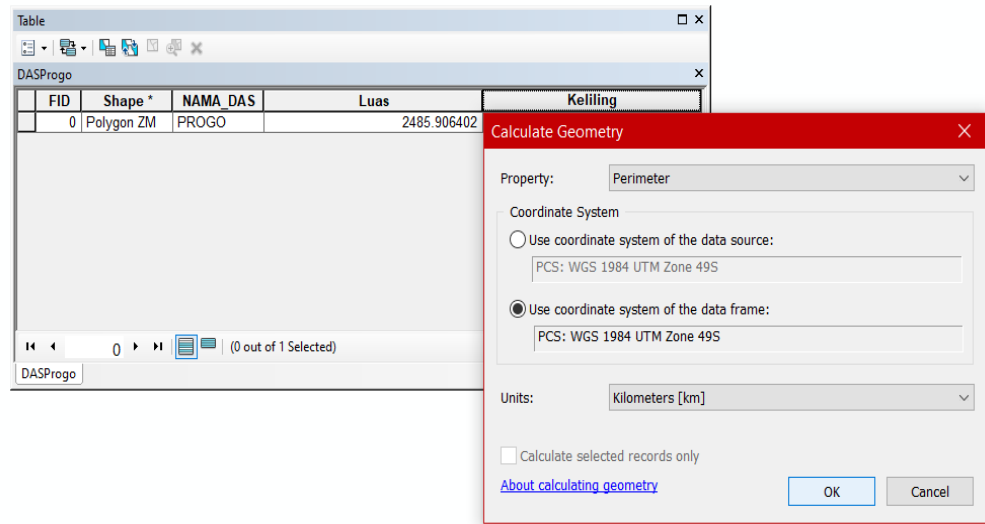 Table
DASProgo
FID Shape * NAMA_DAS Luas Keliling
0 Polygon ZM PROGO 2485.906402
0 (0 out of 1 Selected)
DASProgo
Calculate Geometry
Property: Perimeter
Coordinate System
Use coordinate system of the data source:
PCS: WGS 1984 UTM Zone 49S
Use coordinate system of the data frame:
PCS: WGS 1984 UTM Zone 49S
Units: Kilometers [km]
Calculate selected records only
About calculating geometry
OK Cancel